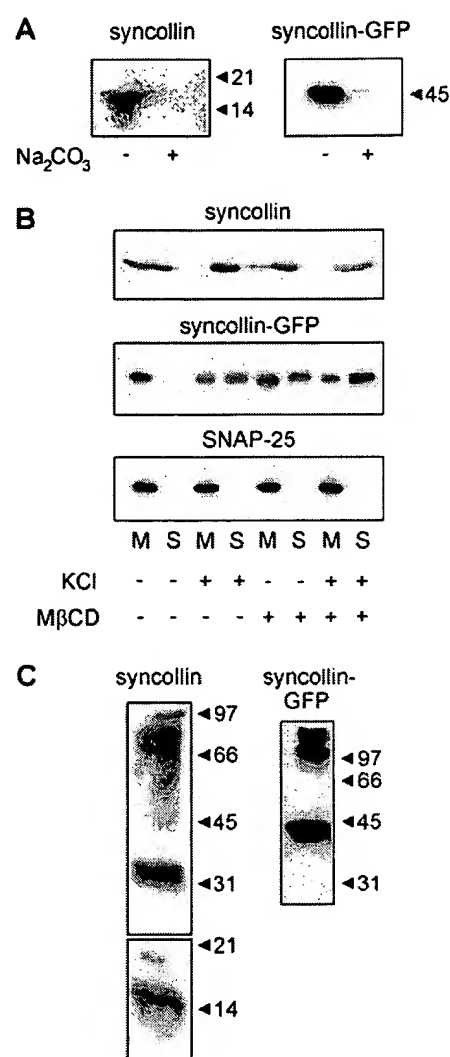 A
syncollin
syncollin-GFP
◄21
◄14
◄45
Na₂CO₃ - + - +
B
syncollin
syncollin-GFP
SNAP-25
M S M S M S M S
KCl - - + + - - + +
MβCD - - - - + + + +
C
syncollin
syncollin-
GFP
◄97
◄66
◄45
◄31
◄21
◄14
◄97
◄66
◄45
◄31